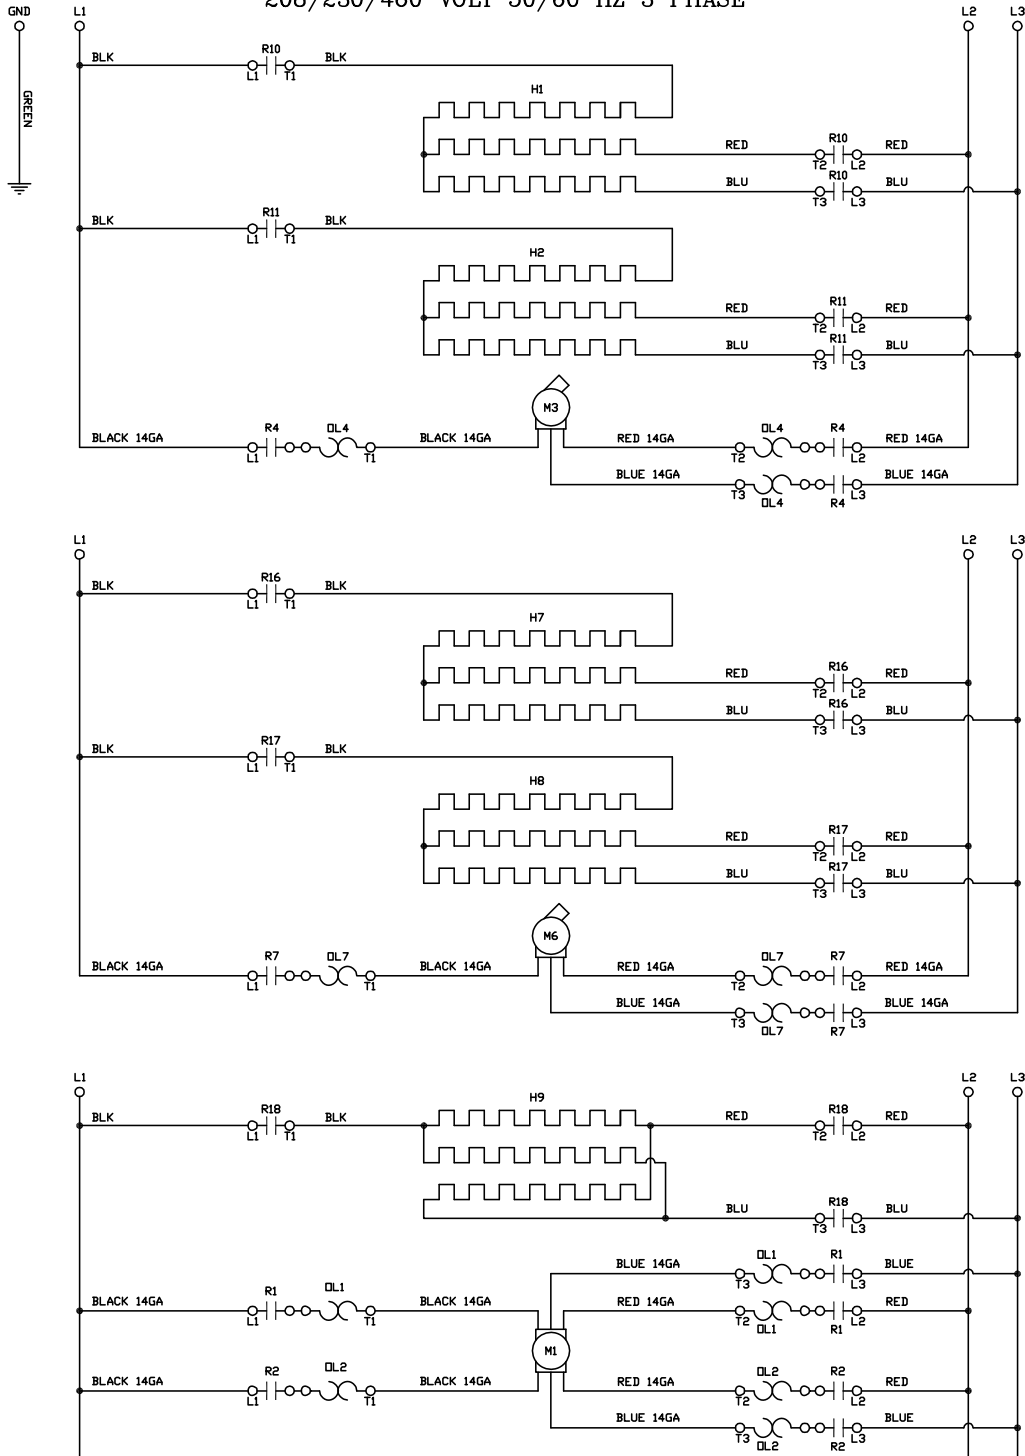 208/230/460 VOLT 50/60 HZ 3 PHASE
GND L1 L2 L3
GREEN
BLK R10 BLK
L1 T1
H1
RED R10 RED
T2 L2
BLU R10 BLU
T3 L3
BLK R11 BLK
L1 T1
H2
RED R11 RED
T2 L2
BLU R11 BLU
T3 L3
M3
BLACK 14GA R4 OL4 BLACK 14GA RED 14GA OL4 R4 RED 14GA
L1 T1 T2 L2
BLUE 14GA BLUE 14GA
T3 OL4 R4 L3
L1 L2 L3
BLK R16 BLK
L1 T1
H7
RED R16 RED
T2 L2
BLU R16 BLU
T3 L3
BLK R17 BLK
L1 T1
H8
RED R17 RED
T2 L2
BLU R17 BLU
T3 L3
M6
BLACK 14GA R7 OL7 BLACK 14GA RED 14GA OL7 R7 RED 14GA
L1 T1 T2 L2
BLUE 14GA BLUE 14GA
T3 OL7 R7 L3
L1 L2 L3
BLK R18 BLK H9 RED R18 RED
L1 T1 T2 L2
BLU R18 BLU
T3 L3
BLUE 14GA OL1 R1 BLUE
T3 L3
BLACK 14GA R1 OL1 BLACK 14GA RED 14GA RED
L1 T1 T2 OL1 R1 L2
M1
BLACK 14GA R2 OL2 BLACK 14GA RED 14GA OL2 R2 RED
L1 T1 T2 L2
BLUE 14GA BLUE
T3 OL2 R2 L3